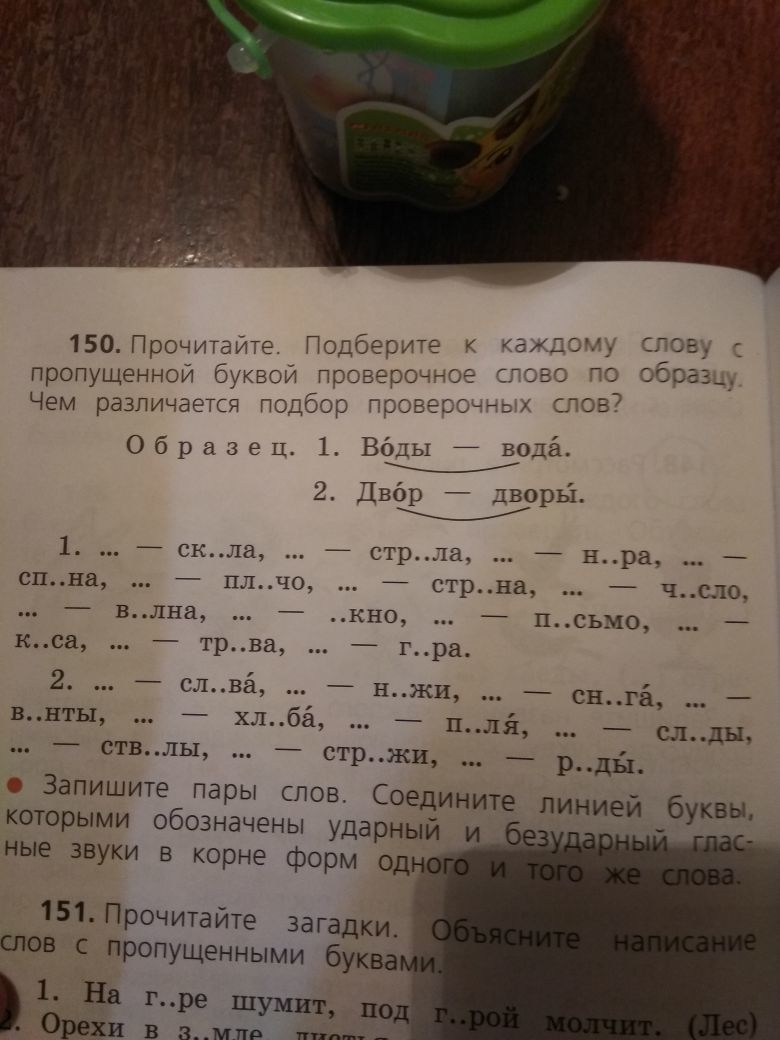 150. Прочитайте. Подберите к каждому слову с
пропущенной буквой проверочное слово по образцу.
Чем различается подбор проверочных слов?
Образец. 1. Во́ды — вода́.
2. Дво́р — дворы́.
1. ... — ск..ла, ... — стр..ла, ... — н..ра, ... —
сп..на, ... — пл..чо, ... — стр..на, ... — ч..сло,
... — в..лна, ... — ..кно, ... — п..сьмо, ... —
к..са, ... — тр..ва, ... — г..ра.
2. ... — сл..ва́, ... — н..жи, ... — сн..га́, ... —
в..нты, ... — хл..ба́, ... — п..ля́, ... — сл..ды,
... — ств..лы, ... — стр..жи, ... — р..ды́.
● Запишите пары слов. Соедините линией буквы,
которыми обозначены ударный и безударный глас-
ные звуки в корне форм одного и того же слова.
151. Прочитайте загадки. Объясните написание
слов с пропущенными буквами.
1. На г..ре шумит, под г..рой молчит. (Лес)
2. Орехи в з..мле, листья